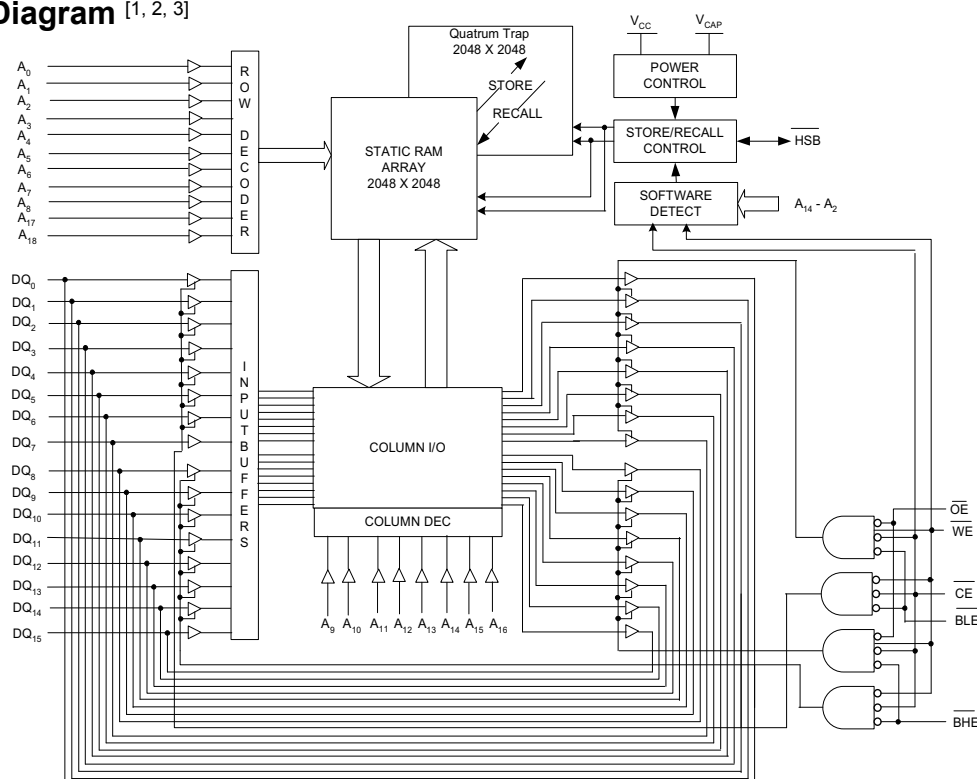 Diagram [1, 2, 3]
Quatrum Trap
2048 X 2048
STORE
RECALL
STATIC RAM
ARRAY
2048 X 2048
VCC
VCAP
POWER
CONTROL
STORE/RECALL
CONTROL
HSB
SOFTWARE
DETECT
A14 - A2
A0
A1
A2
A3
A4
A5
A6
A7
A8
A17
A18
ROW DECODER
DQ0
DQ1
DQ2
DQ3
DQ4
DQ5
DQ6
DQ7
DQ8
DQ9
DQ10
DQ11
DQ12
DQ13
DQ14
DQ15
INPUTBUFFERS
COLUMN I/O
COLUMN DEC
A9 A10 A11 A12 A13 A14 A15 A16
OE
WE
CE
BLE
BHE